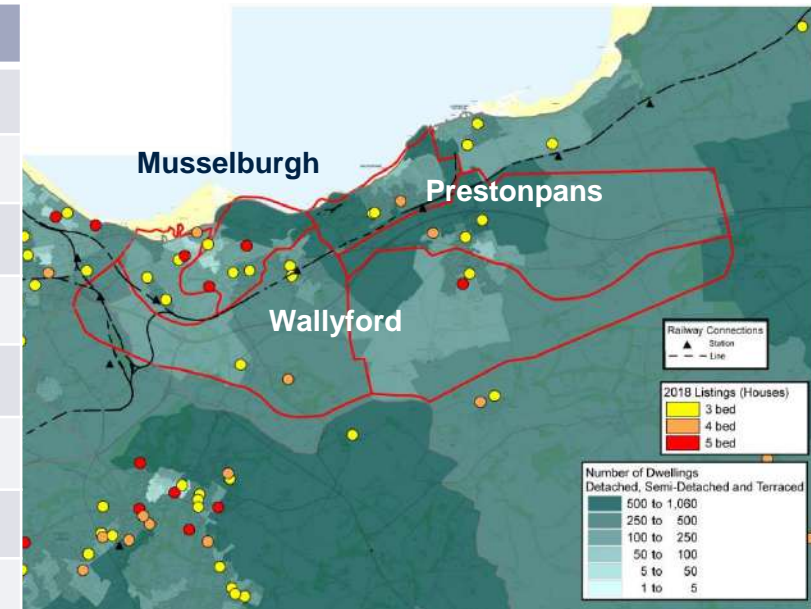 Musselburgh
Prestonpans
Wallyford
Railway Connections
Station
Line
2018 Listings (Houses)
3 bed
4 bed
5 bed
Number of Dwellings
Detached, Semi-Detached and Terraced
500 to 1,060
250 to 500
100 to 250
50 to 100
5 to 50
1 to 5